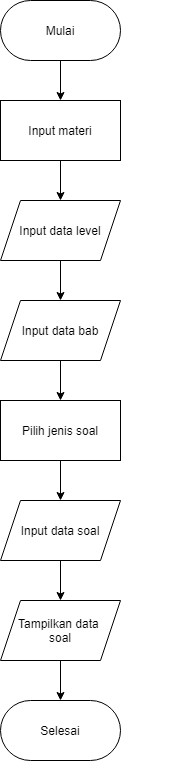 Mulai
Input materi
Input data level
Input data bab
Pilih jenis soal
Input data soal
Tampilkan data
soal
Selesai